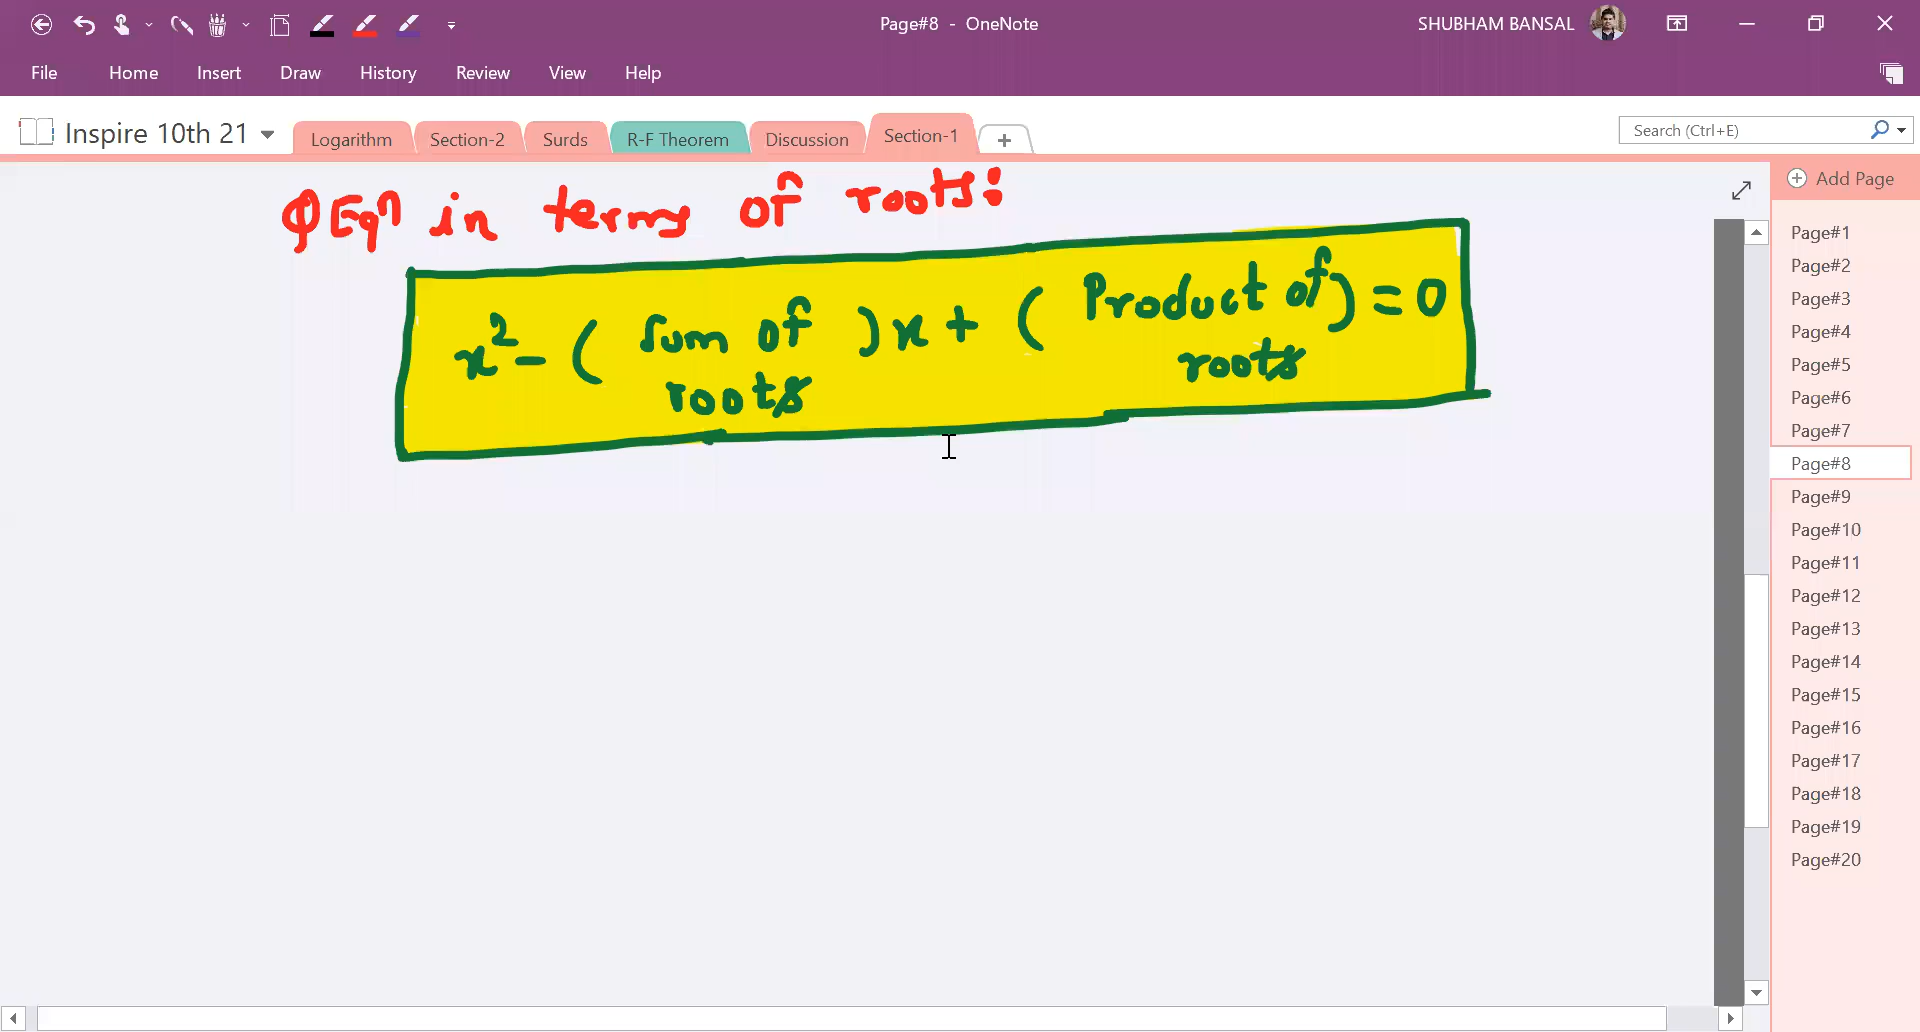 Page#8 - OneNote
SHUBHAM BANSAL
File Home Insert Draw History Review View Help
Inspire 10th 21
Logarithm Section-2 Surds R-F Theorem Discussion Section-1
Search (Ctrl+E)
Add Page
Page#1
Page#2
Page#3
Page#4
Page#5
Page#6
Page#7
Page#8
Page#9
Page#10
Page#11
Page#12
Page#13
Page#14
Page#15
Page#16
Page#17
Page#18
Page#19
Page#20
Eqⁿ in terms of roots:
x² - ( Sum of roots ) x + ( Product of roots ) = 0